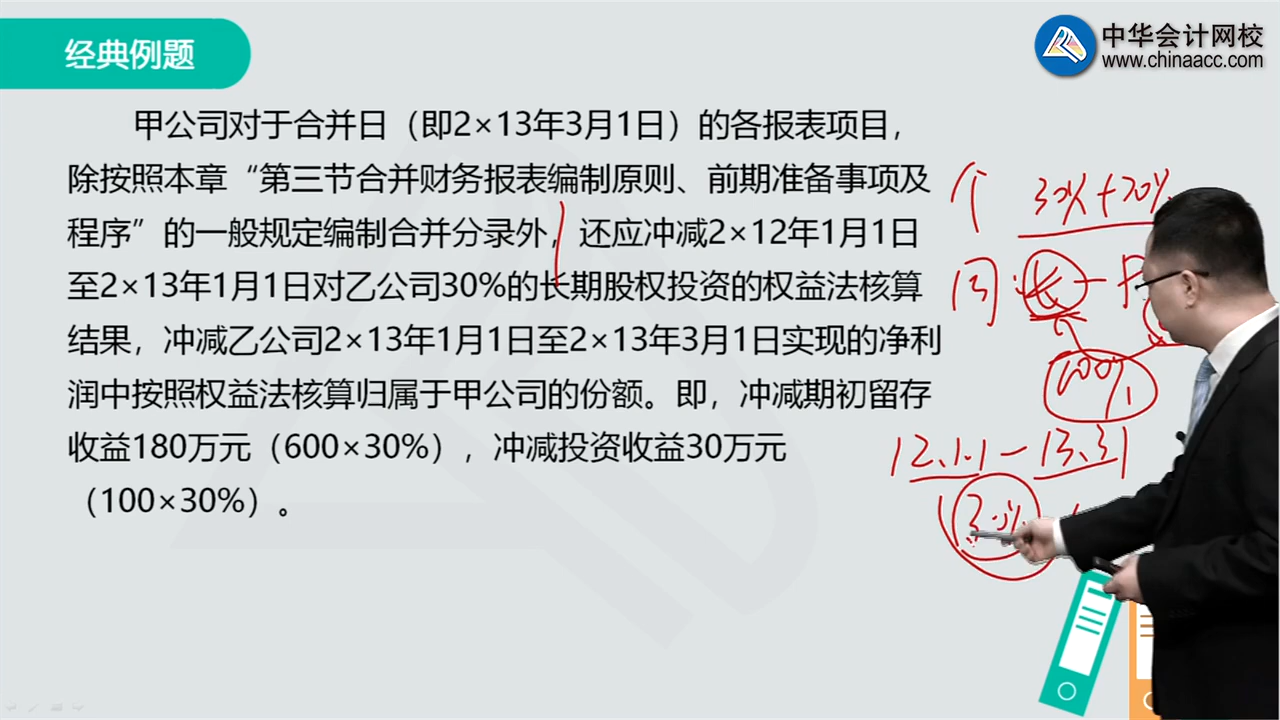 经典例题
中华会计网校
www.chinaacc.com
甲公司对于合并日（即2×13年3月1日）的各报表项目，
除按照本章“第三节合并财务报表编制原则、前期准备事项及
程序”的一般规定编制合并分录外，还应冲减2×12年1月1日
至2×13年1月1日对乙公司30%的长期股权投资的权益法核算
结果，冲减乙公司2×13年1月1日至2×13年3月1日实现的净利
润中按照权益法核算归属于甲公司的份额。即，冲减期初留存
收益180万元（600×30%），冲减投资收益30万元
（100×30%）。
个 30%+70%
同：长一
100%
12.1.1－13.31
30%